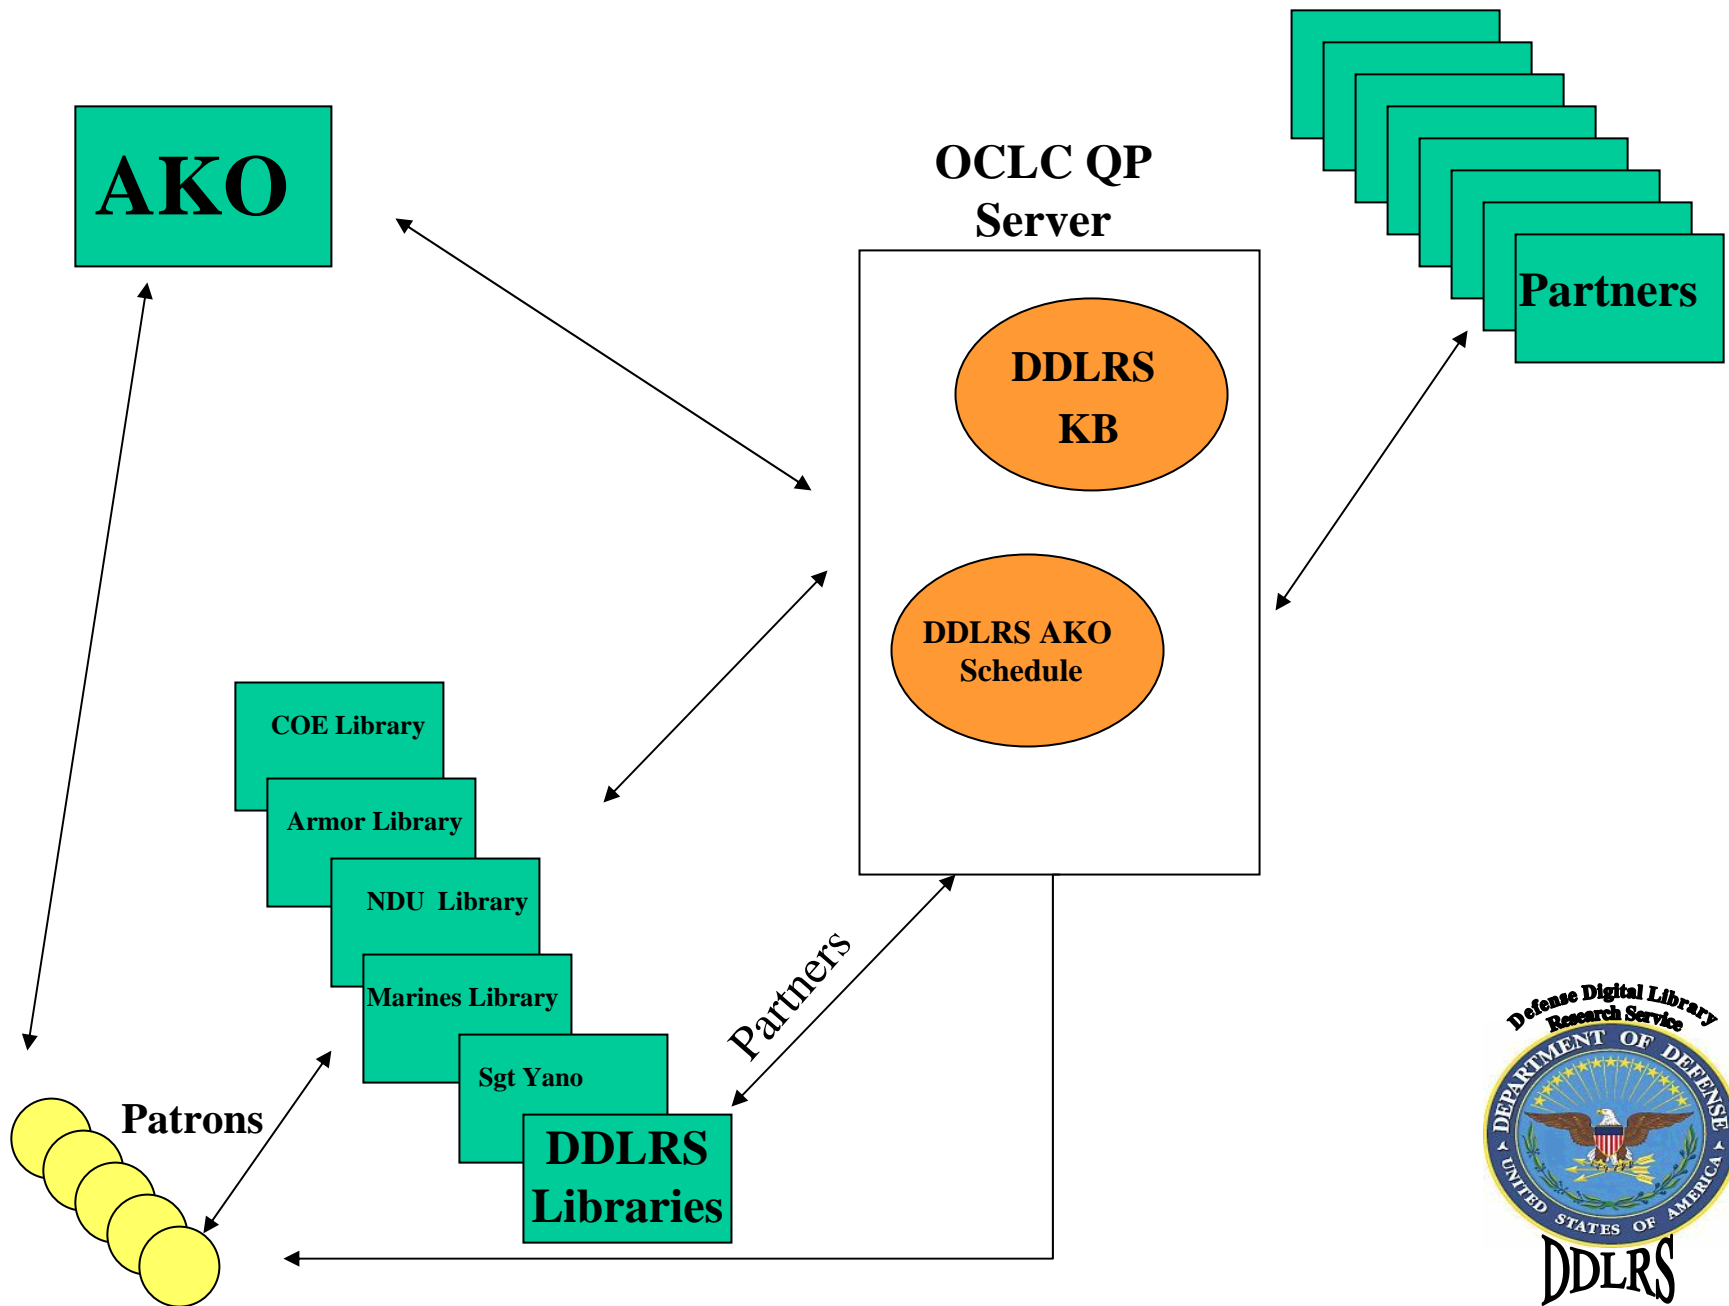 AKO
OCLC QP
Server
Partners
DDLRS
KB
DDLRS AKO
Schedule
COE Library
Armor Library
NDU  Library
Marines Library
Sgt Yano
DDLRS
Libraries
Partners
Patrons
Defense Digital Library
Research Service
DEPARTMENT OF DEFENSE
UNITED STATES OF AMERICA
DDLRS